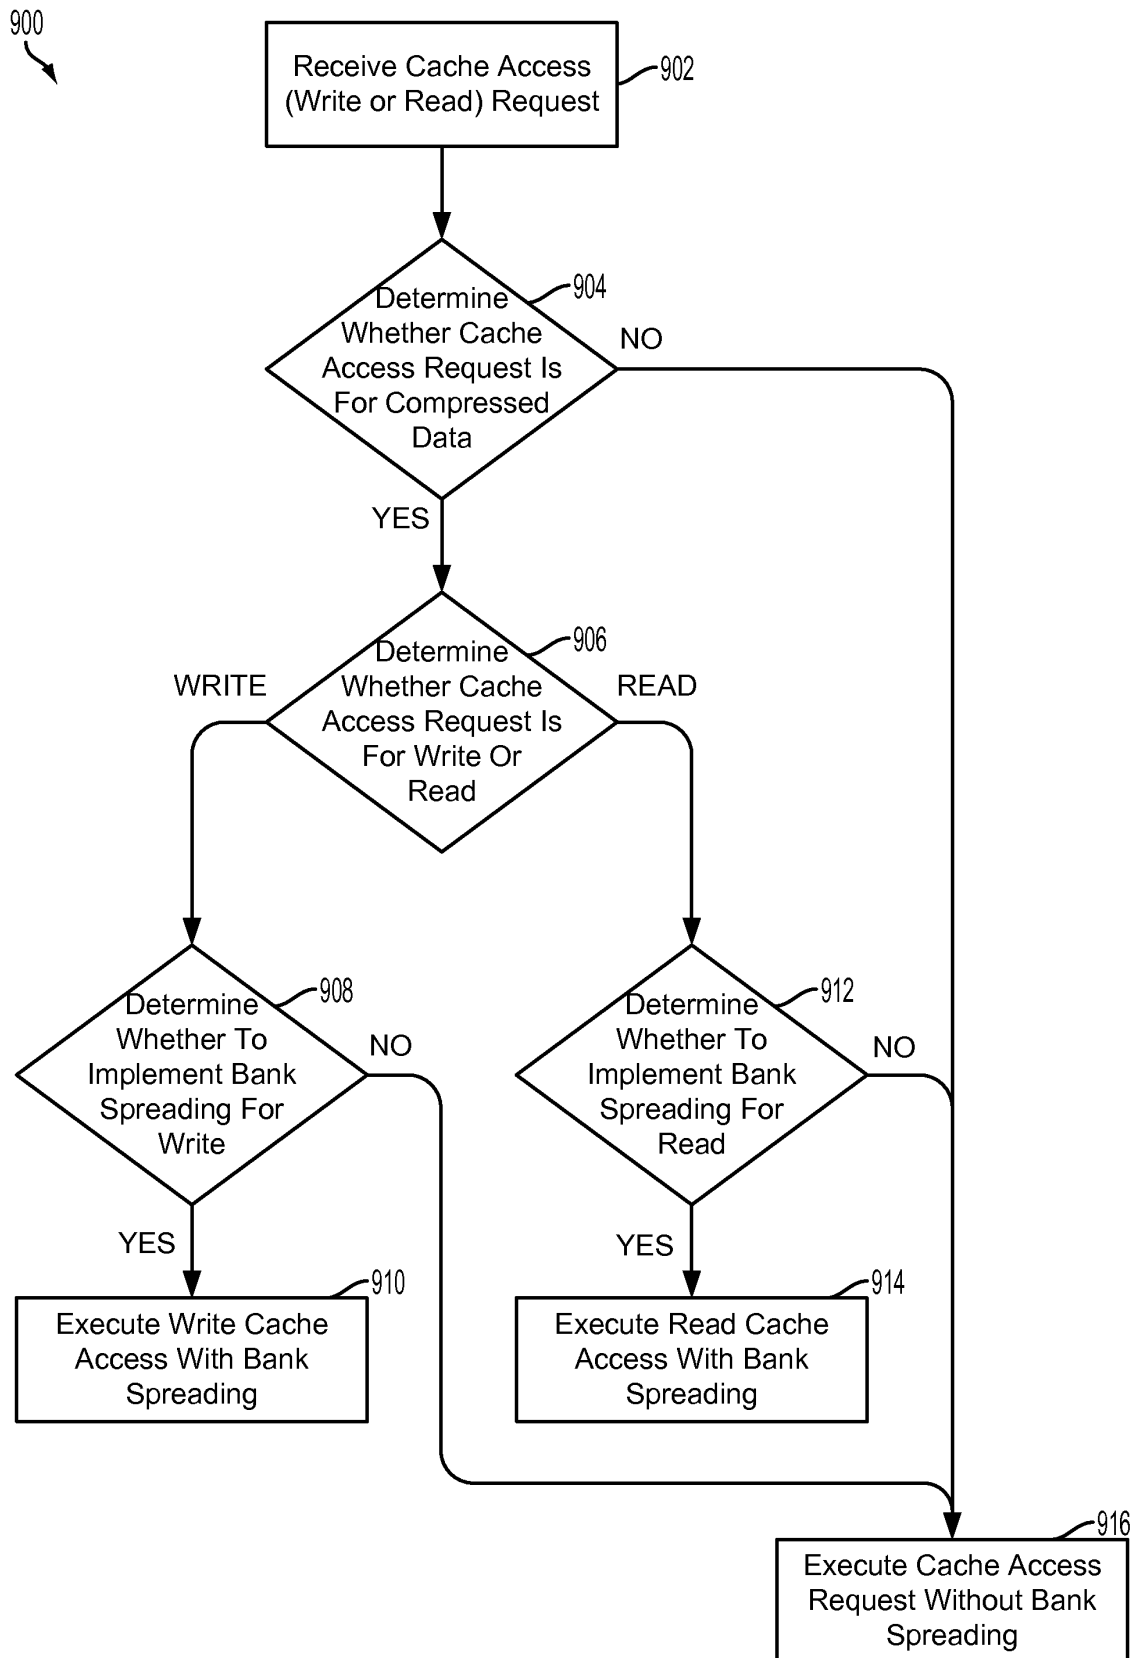 900
Receive Cache Access
(Write or Read) Request
902
Determine
Whether Cache
Access Request Is
For Compressed
Data
904
NO
YES
Determine
Whether Cache
Access Request Is
For Write Or
Read
906
WRITE
READ
Determine
Whether To
Implement Bank
Spreading For
Write
908
NO
YES
Determine
Whether To
Implement Bank
Spreading For
Read
912
NO
YES
Execute Write Cache
Access With Bank
Spreading
910
Execute Read Cache
Access With Bank
Spreading
914
Execute Cache Access
Request Without Bank
Spreading
916